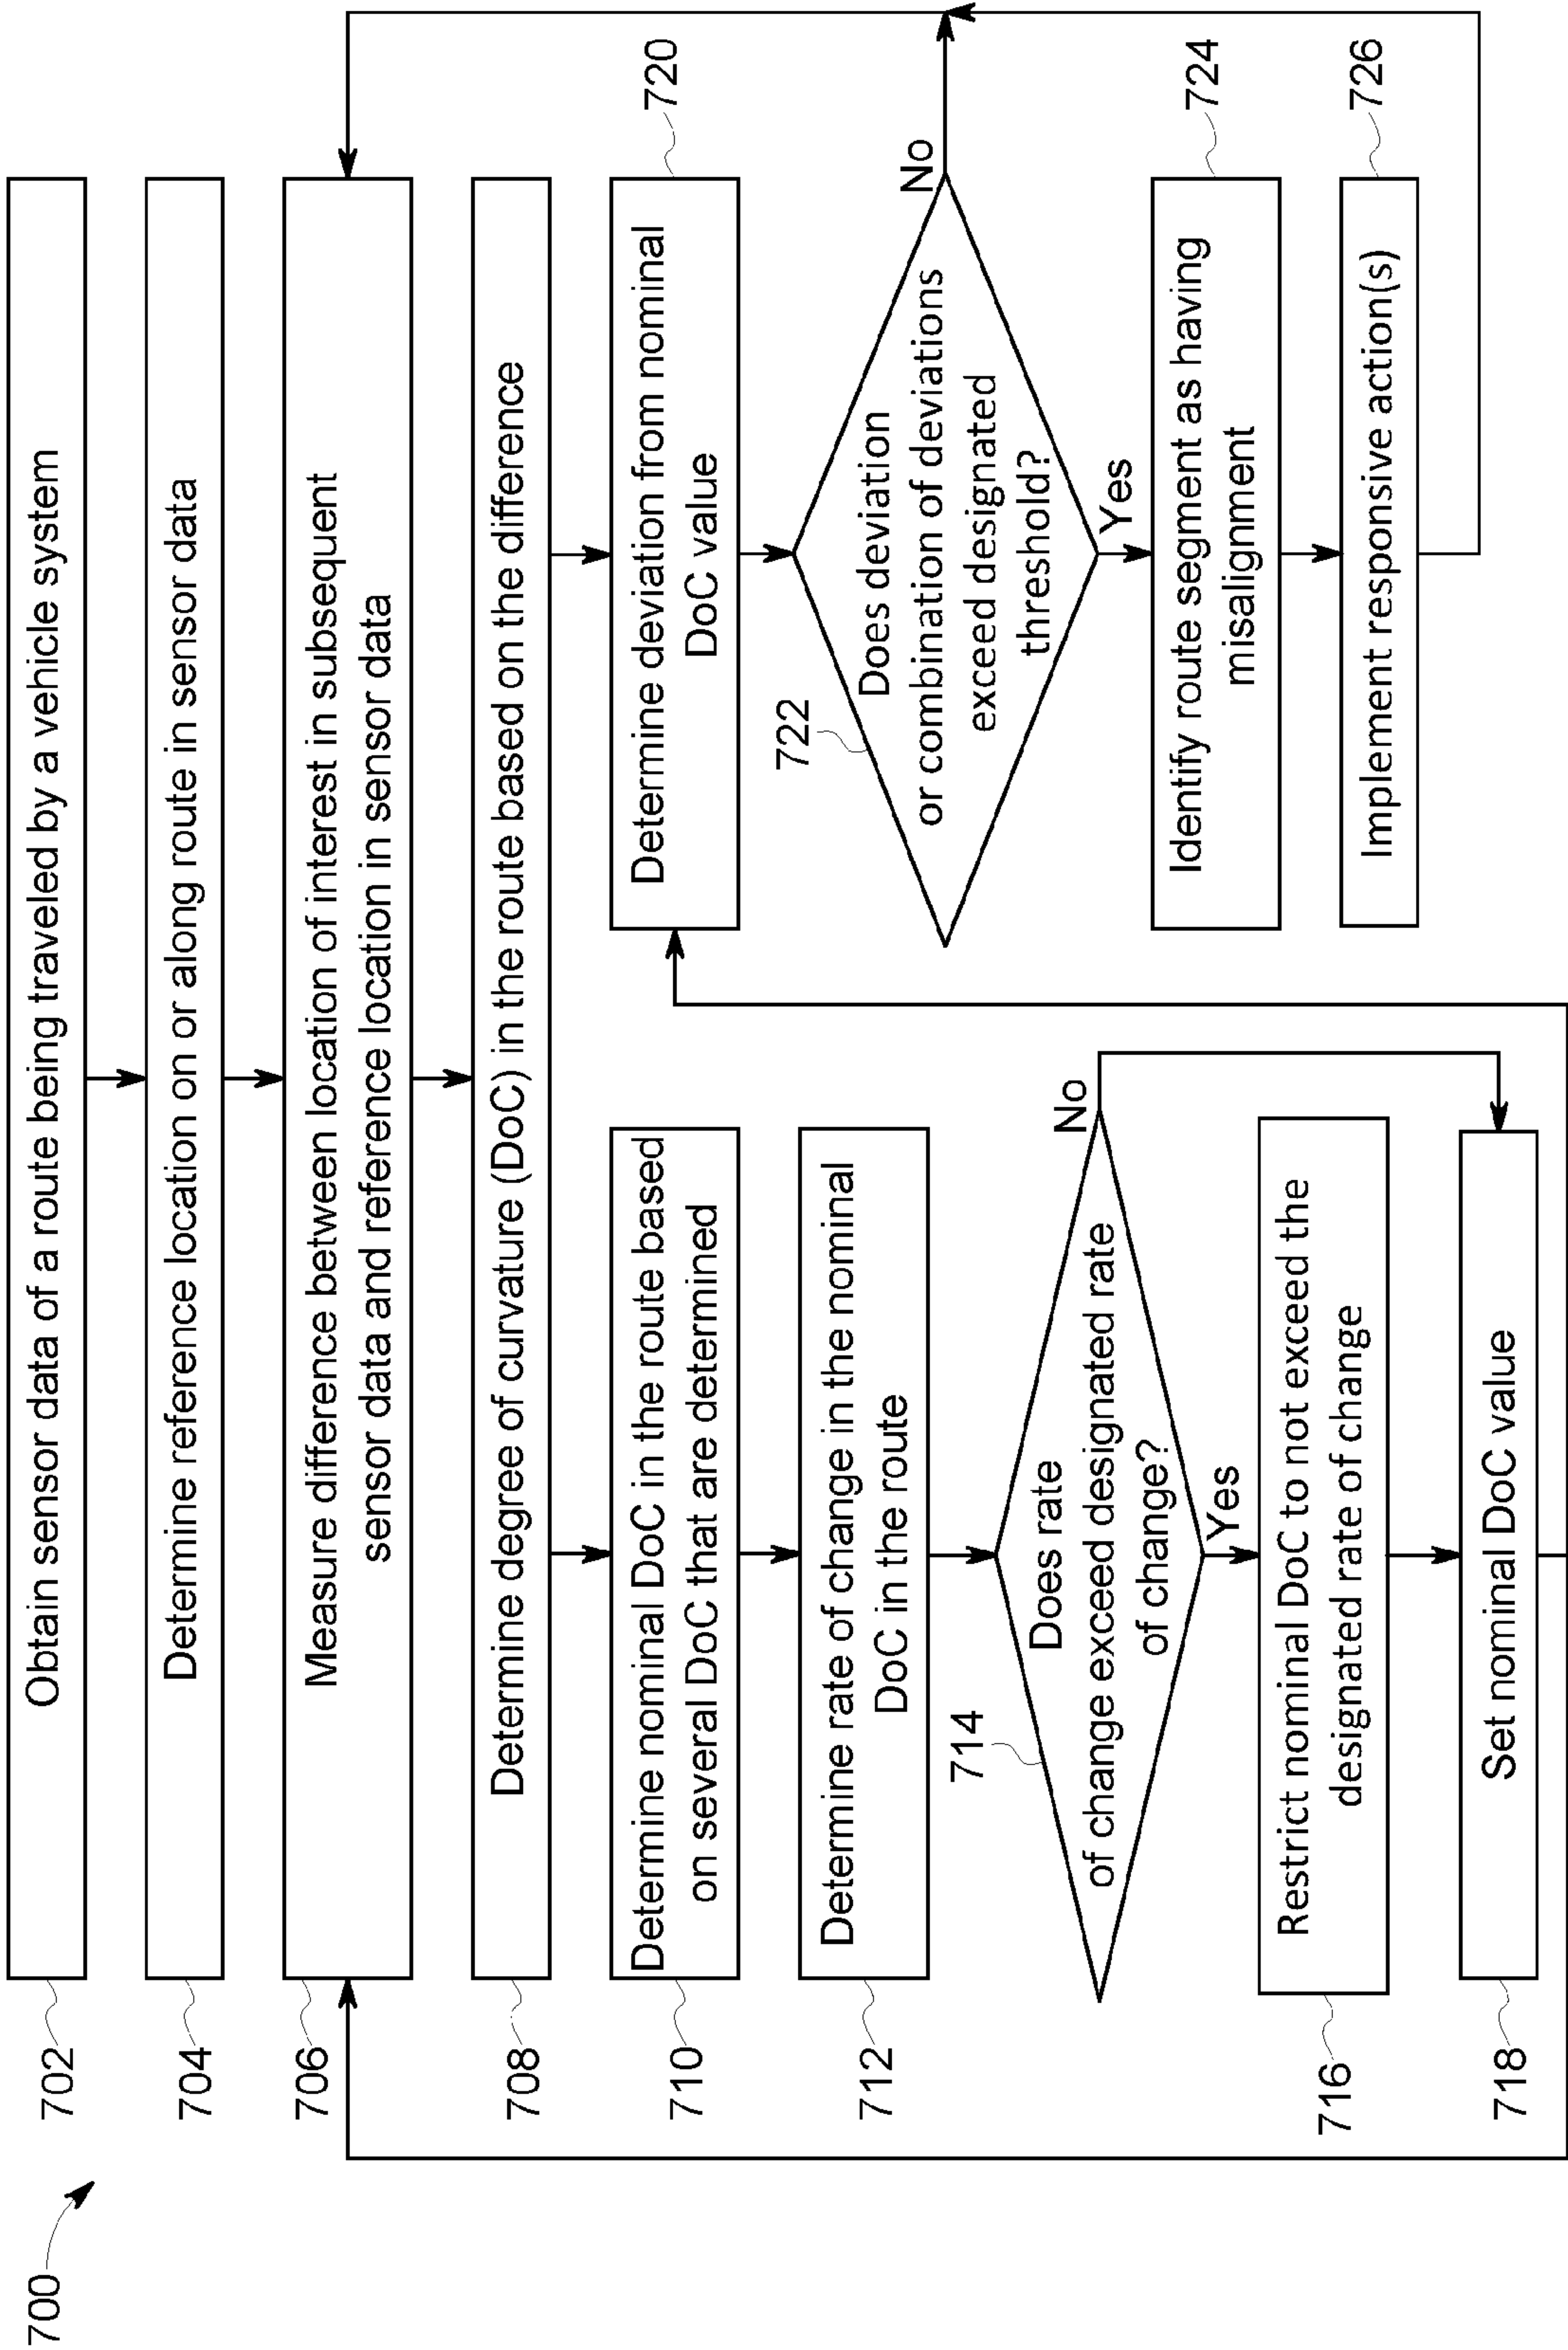 700
702
Obtain sensor data of a route being traveled by a vehicle system
704
Determine reference location on or along route in sensor data
706
Measure difference between location of interest in subsequent
sensor data and reference location in sensor data
708
Determine degree of curvature (DoC) in the route based on the difference
710
Determine nominal DoC in the route based
on several DoC that are determined
712
Determine rate of change in the nominal
DoC in the route
714
Does rate
of change exceed designated rate
of change?
No
Yes
716
Restrict nominal DoC to not exceed the
designated rate of change
718
Set nominal DoC value
720
Determine deviation from nominal
DoC value
722
Does deviation
or combination of deviations
exceed designated
threshold?
No
Yes
724
Identify route segment as having
misalignment
726
Implement responsive action(s)